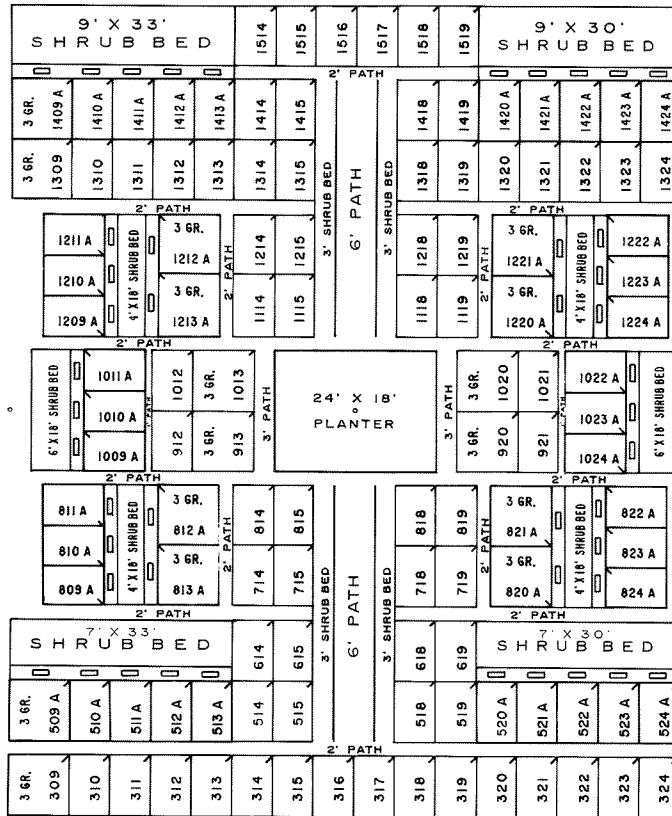 9' X 33'
SHRUB BED
1514 1515 1516 1517 1518 1519
9' X 30'
SHRUB BED
2' PATH
3 GR. 1409 A 1410 A 1411 A 1412 A 1413 A 1414 1415 1418 1419 1420 A 1421 A 1422 A 1423 A 1424 A
3 GR. 1309 1310 1311 1312 1313 1314 1315 3' SHRUB BED 6' PATH 3' SHRUB BED 1318 1319 1320 1321 1322 1323 1324
2' PATH 2' PATH
1211 A 4' X 18' SHRUB BED 3 GR. 1212 A 2' PATH 1214 1215 1218 1219 2' PATH 3 GR. 1221 A 4' X 18' SHRUB BED 1222 A
1210 A 1223 A
1209 A 3 GR. 1213 A 1114 1115 1118 1119 3 GR. 1220 A 1224 A
2' PATH 2' PATH
6' X 18' SHRUB BED 1011 A 1012 3 GR. 1013 3' PATH 24' X 18' PLANTER 3' PATH 3 GR. 1020 1021 1022 A 6' X 18' SHRUB BED
1010 A 1023 A
1009 A 912 3 GR. 913 3 GR. 920 921 1024 A
2' PATH 2' PATH
811 A 4' X 18' SHRUB BED 3 GR. 812 A 2' PATH 814 815 818 819 2' PATH 3 GR. 821 A 4' X 18' SHRUB BED 822 A
810 A 823 A
809 A 3 GR. 813 A 714 715 718 719 3 GR. 820 A 824 A
2' PATH 2' PATH
7' X 33'
SHRUB BED
614 615 3' SHRUB BED 6' PATH 3' SHRUB BED 618 619
7' X 30'
SHRUB BED
3 GR. 509 A 510 A 511 A 512 A 513 A 514 515 518 519 520 A 521 A 522 A 523 A 524 A
2' PATH
3 GR. 309 310 311 312 313 314 315 316 317 318 319 320 321 322 323 324